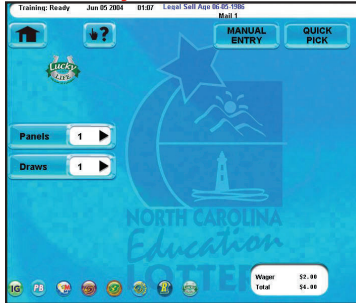 Training: Ready Jun 05 2004 01:07 Legal Sell Age 06-05-1986
Mail 1
MANUAL ENTRY
QUICK PICK
Lucky
LIFE
Panels 1
Draws 1
NORTH CAROLINA
Education
LOTTERY
Wager $2.00
Total $4.00
IG PB